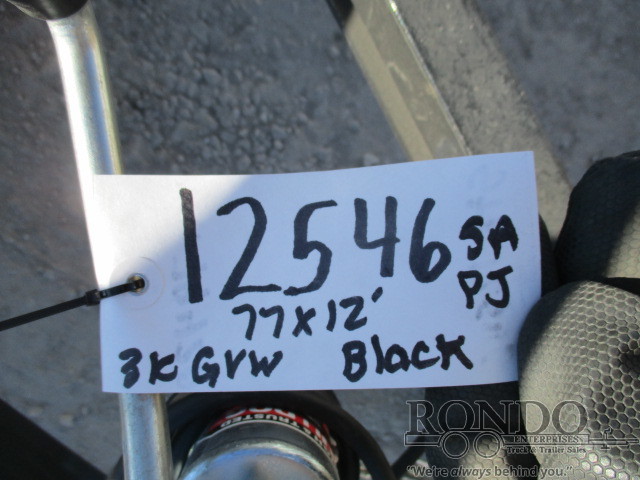 12546 SA
PJ
77x12'
3K GVW Black
RONDO
ENTERPRISES
Truck & Trailer Sales
"We're always behind you."